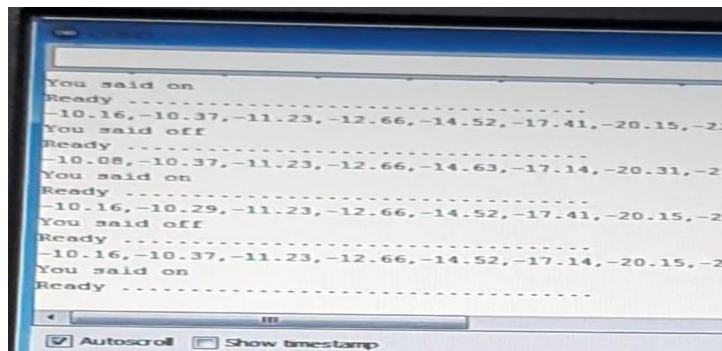 You said on
Ready ..................................
-10.16,-10.37,-11.23,-12.66,-14.52,-17.41,-20.15,-2
You said off
Ready ..................................
-10.08,-10.37,-11.23,-12.66,-14.63,-17.14,-20.31,-2
You said on
Ready ..................................
-10.16,-10.29,-11.23,-12.66,-14.52,-17.41,-20.15,-2
You said off
Ready ..................................
-10.16,-10.37,-11.23,-12.66,-14.52,-17.14,-20.15,-2
You said on
Ready ..................................
Autoscroll Show timestamp